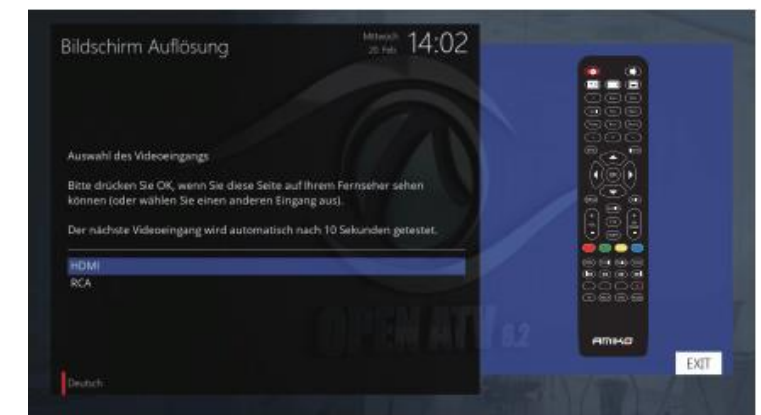 Bildschirm Auflösung
Mittwoch
20 Feb
14:02
Auswahl des Videoeingangs
Bitte drücken Sie OK, wenn Sie diese Seite auf Ihrem Fernseher sehen
können (oder wählen Sie einen anderen Eingang aus).
Der nächste Videoeingang wird automatisch nach 10 Sekunden getestet.
HDMI
RCA
OPEN ATV 6.2
AMIKO
EXIT
Deutsch